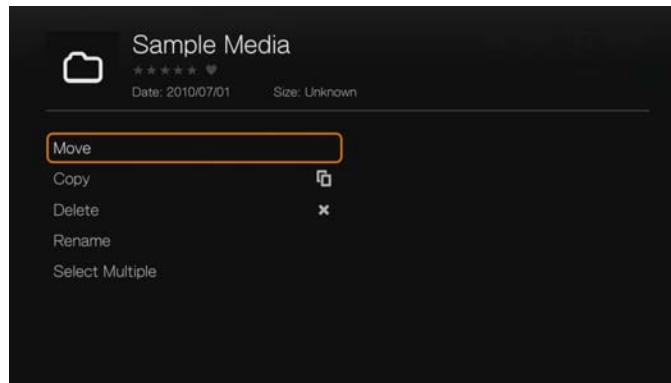 Sample Media
Date: 2010/07/01 Size: Unknown
Move
Copy
Delete
Rename
Select Multiple